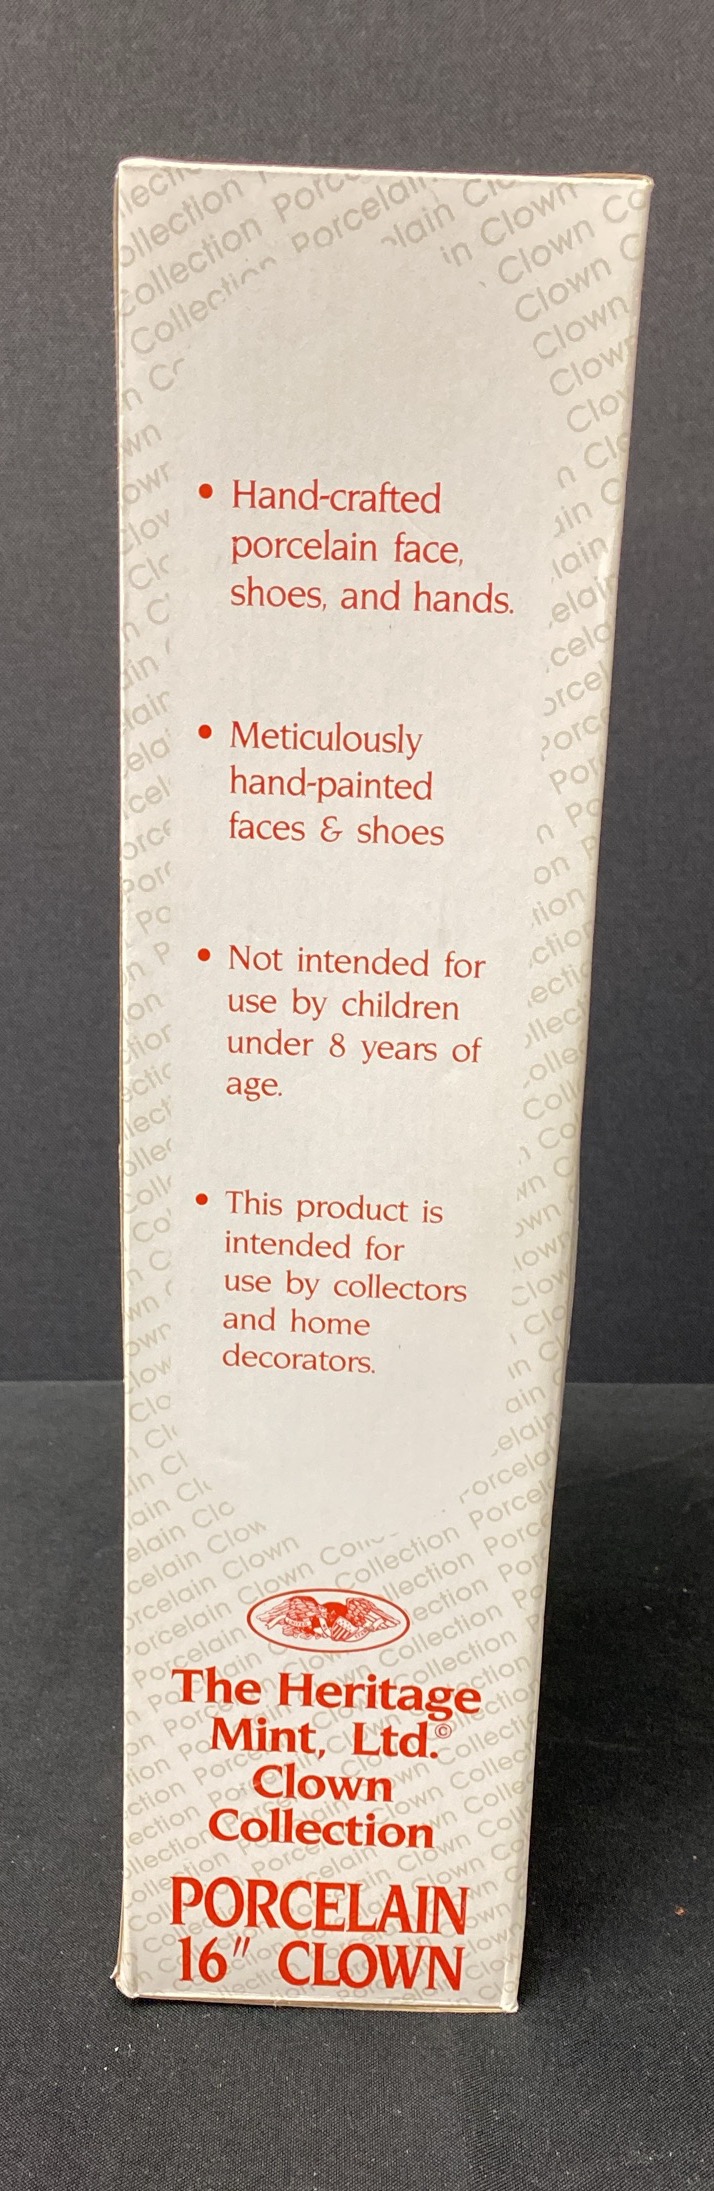 • Hand-crafted
porcelain face,
shoes, and hands.
• Meticulously
hand-painted
faces & shoes
• Not intended for
use by children
under 8 years of
age.
• This product is
intended for
use by collectors
and home
decorators.
The Heritage
Mint, Ltd.©
Clown
Collection
PORCELAIN
16" CLOWN